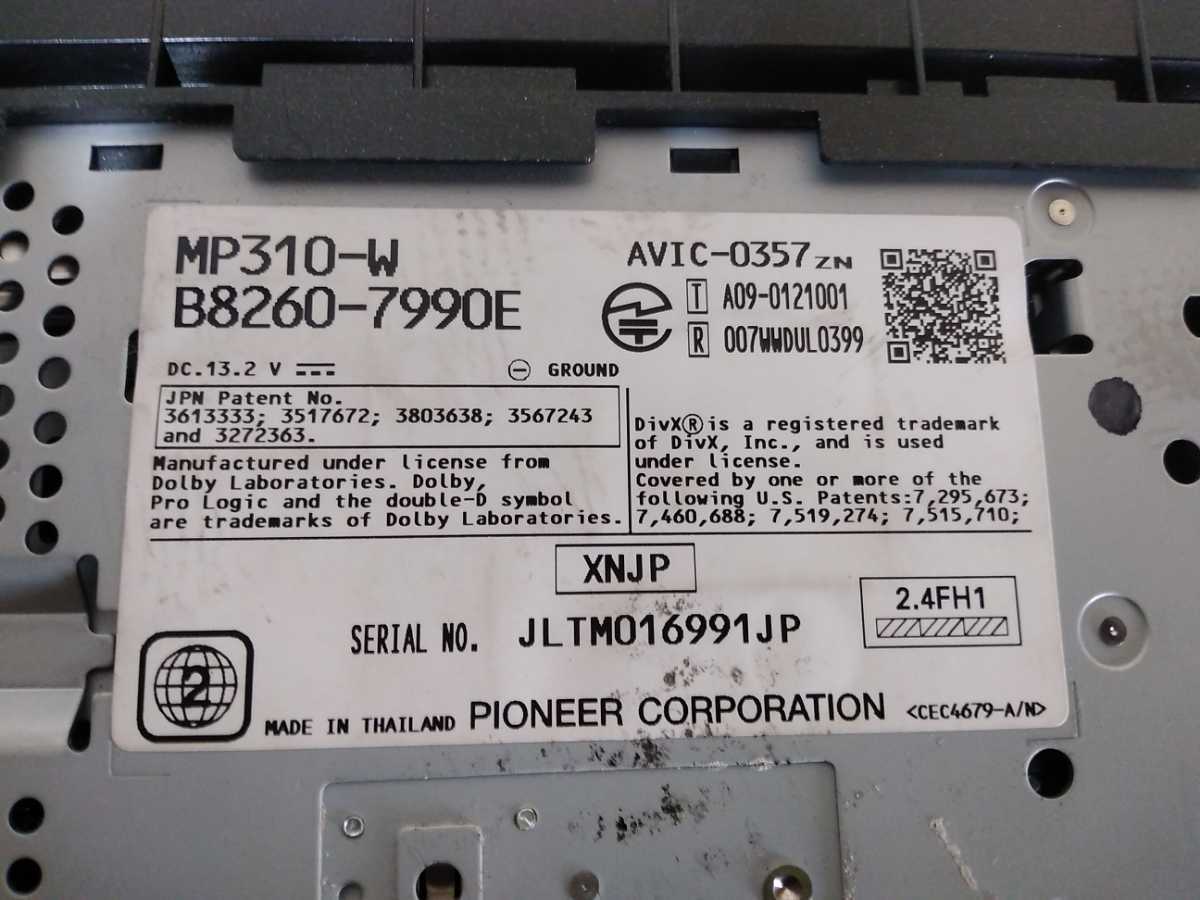 MP310-W
B8260-7990E
AVIC-0357ZN
T A09-0121001
R 007WWDUL0399
DC.13.2 V
⊖ GROUND
JPN Patent No.
3613333; 3517672; 3803638; 3567243
and 3272363.
Manufactured under license from
Dolby Laboratories. Dolby,
Pro Logic and the double-D symbol
are trademarks of Dolby Laboratories.
DivX® is a registered trademark
of DivX, Inc., and is used
under license.
Covered by one or more of the
following U.S. Patents:7,295,673;
7,460,688; 7,519,274; 7,515,710;
XNJP
2.4FH1
SERIAL NO. JLTM016991JP
2
MADE IN THAILAND PIONEER CORPORATION <CEC4679-A/N>